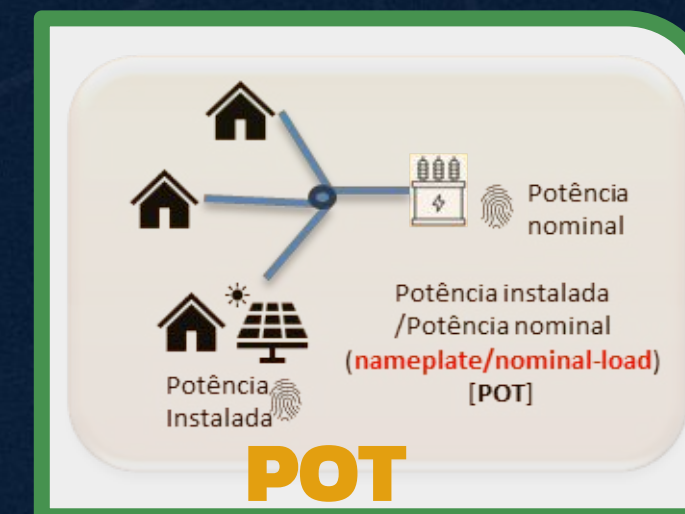 Potência
nominal
Potência instalada
/Potência nominal
(nameplate/nominal-load)
[POT]
Potência
Instalada
POT